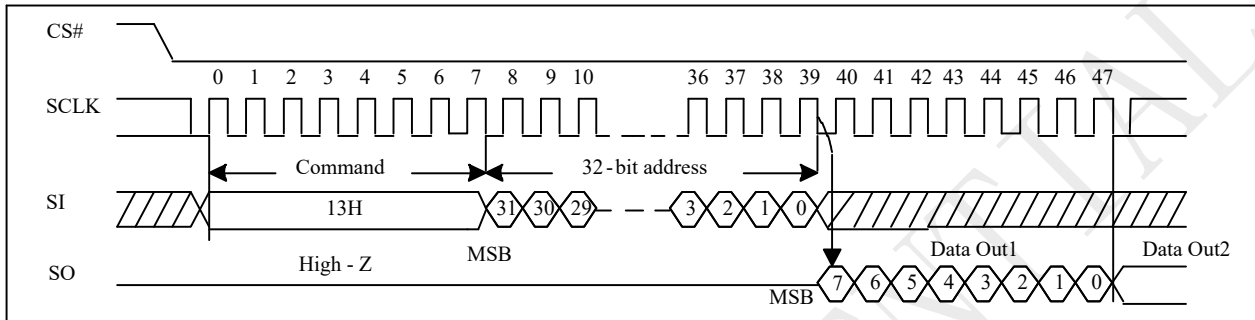 CS#
0 1 2 3 4 5 6 7 8 9 10 36 37 38 39 40 41 42 43 44 45 46 47
SCLK
Command 32-bit address
SI 13H 31 30 29 3 2 1 0
High - Z MSB Data Out1 Data Out2
SO MSB 7 6 5 4 3 2 1 0